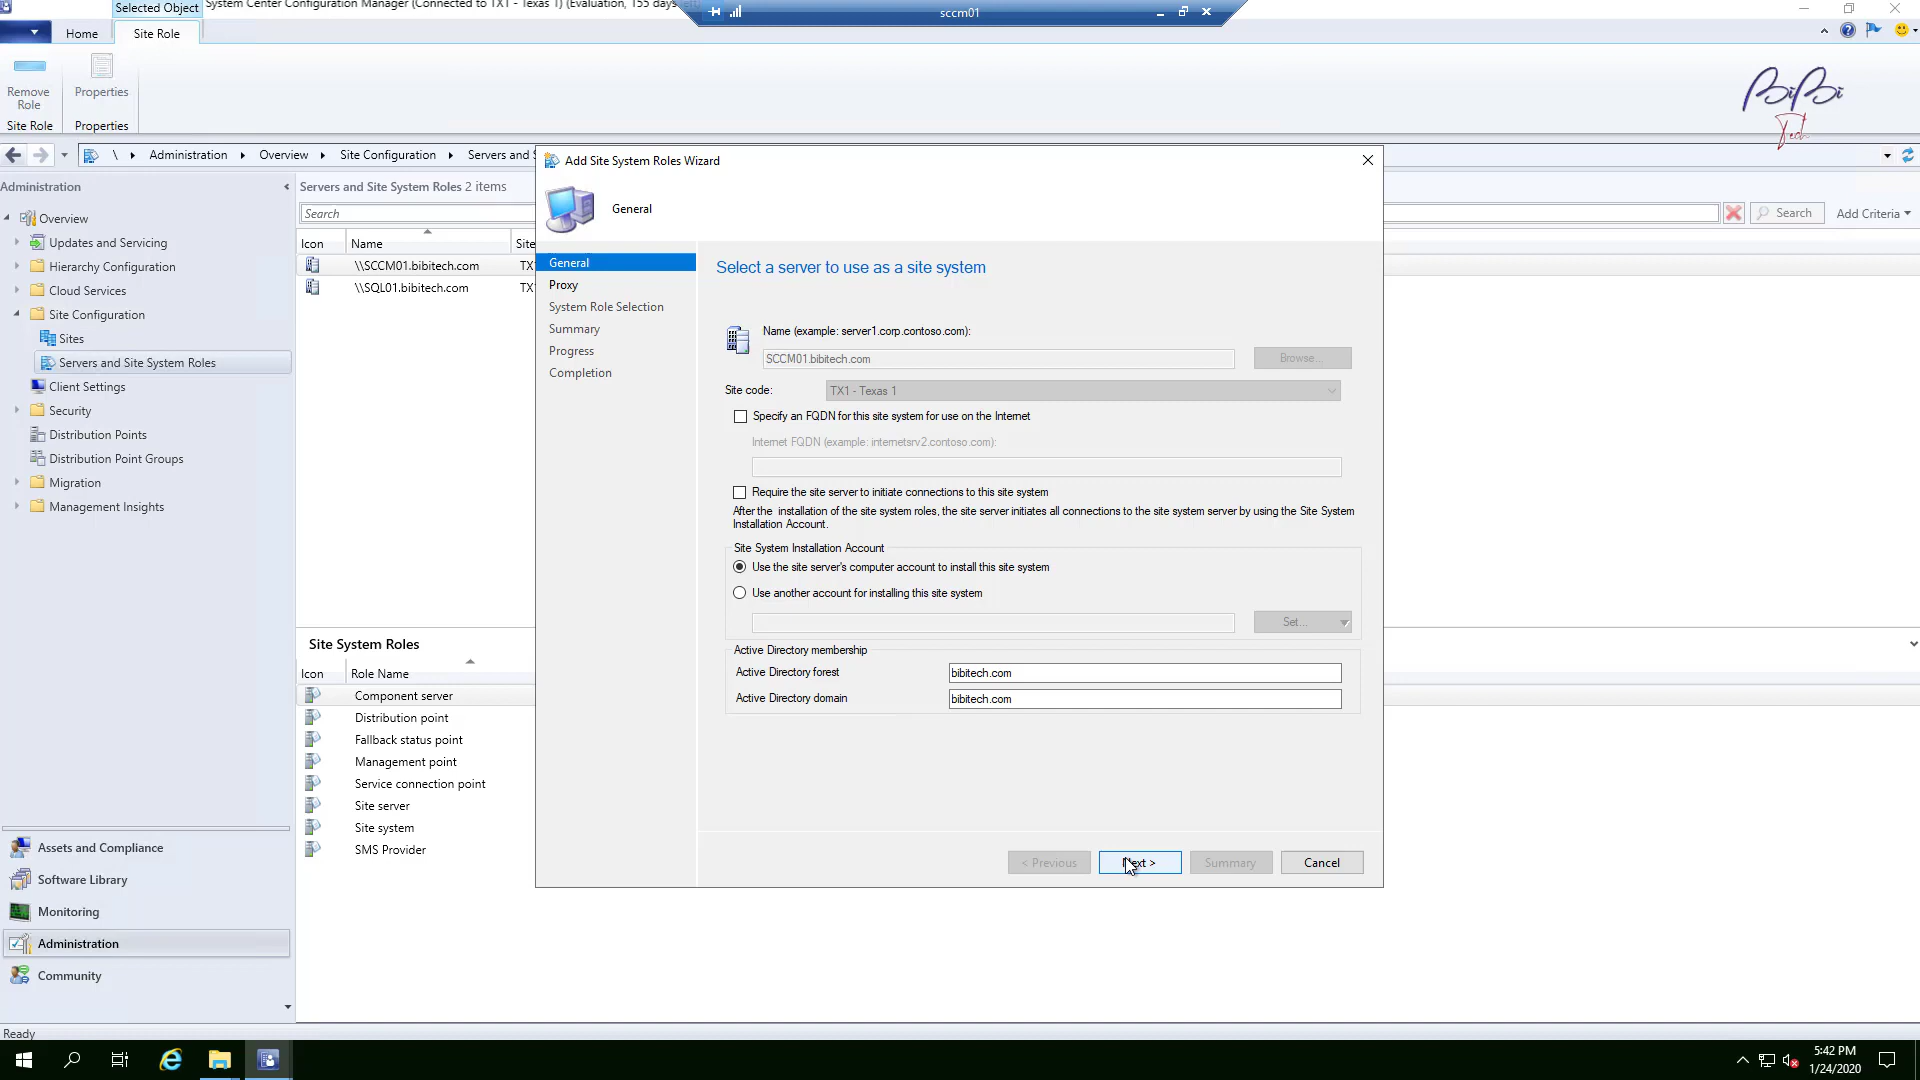 Selected Object
System Center Configuration Manager (Connected to TX1 - Texas 1) (Evaluation, 155 days
sccm01
Home
Site Role
Remove
Role
Properties
Site Role
Properties
BiBi
Tech
\ Administration Overview Site Configuration Servers and S
Administration
Overview
Updates and Servicing
Hierarchy Configuration
Cloud Services
Site Configuration
Sites
Servers and Site System Roles
Client Settings
Security
Distribution Points
Distribution Point Groups
Migration
Management Insights
Assets and Compliance
Software Library
Monitoring
Administration
Community
Servers and Site System Roles 2 items
Search
Search
Add Criteria
Icon Name Site
\\SCCM01.bibitech.com TX1
\\SQL01.bibitech.com TX1
Site System Roles
Icon Role Name
Component server
Distribution point
Fallback status point
Management point
Service connection point
Site server
Site system
SMS Provider
Add Site System Roles Wizard
General
General
Proxy
System Role Selection
Summary
Progress
Completion
Select a server to use as a site system
Name (example: server1.corp.contoso.com):
SCCM01.bibitech.com
Browse...
Site code:
TX1 - Texas 1
Specify an FQDN for this site system for use on the Internet
Internet FQDN (example: internetsrv2.contoso.com):
Require the site server to initiate connections to this site system
After the installation of the site system roles, the site server initiates all connections to the site system server by using the Site System
Installation Account.
Site System Installation Account
Use the site server's computer account to install this site system
Use another account for installing this site system
Set...
Active Directory membership
Active Directory forest
bibitech.com
Active Directory domain
bibitech.com
< Previous
Next >
Summary
Cancel
Ready
5:42 PM
1/24/2020